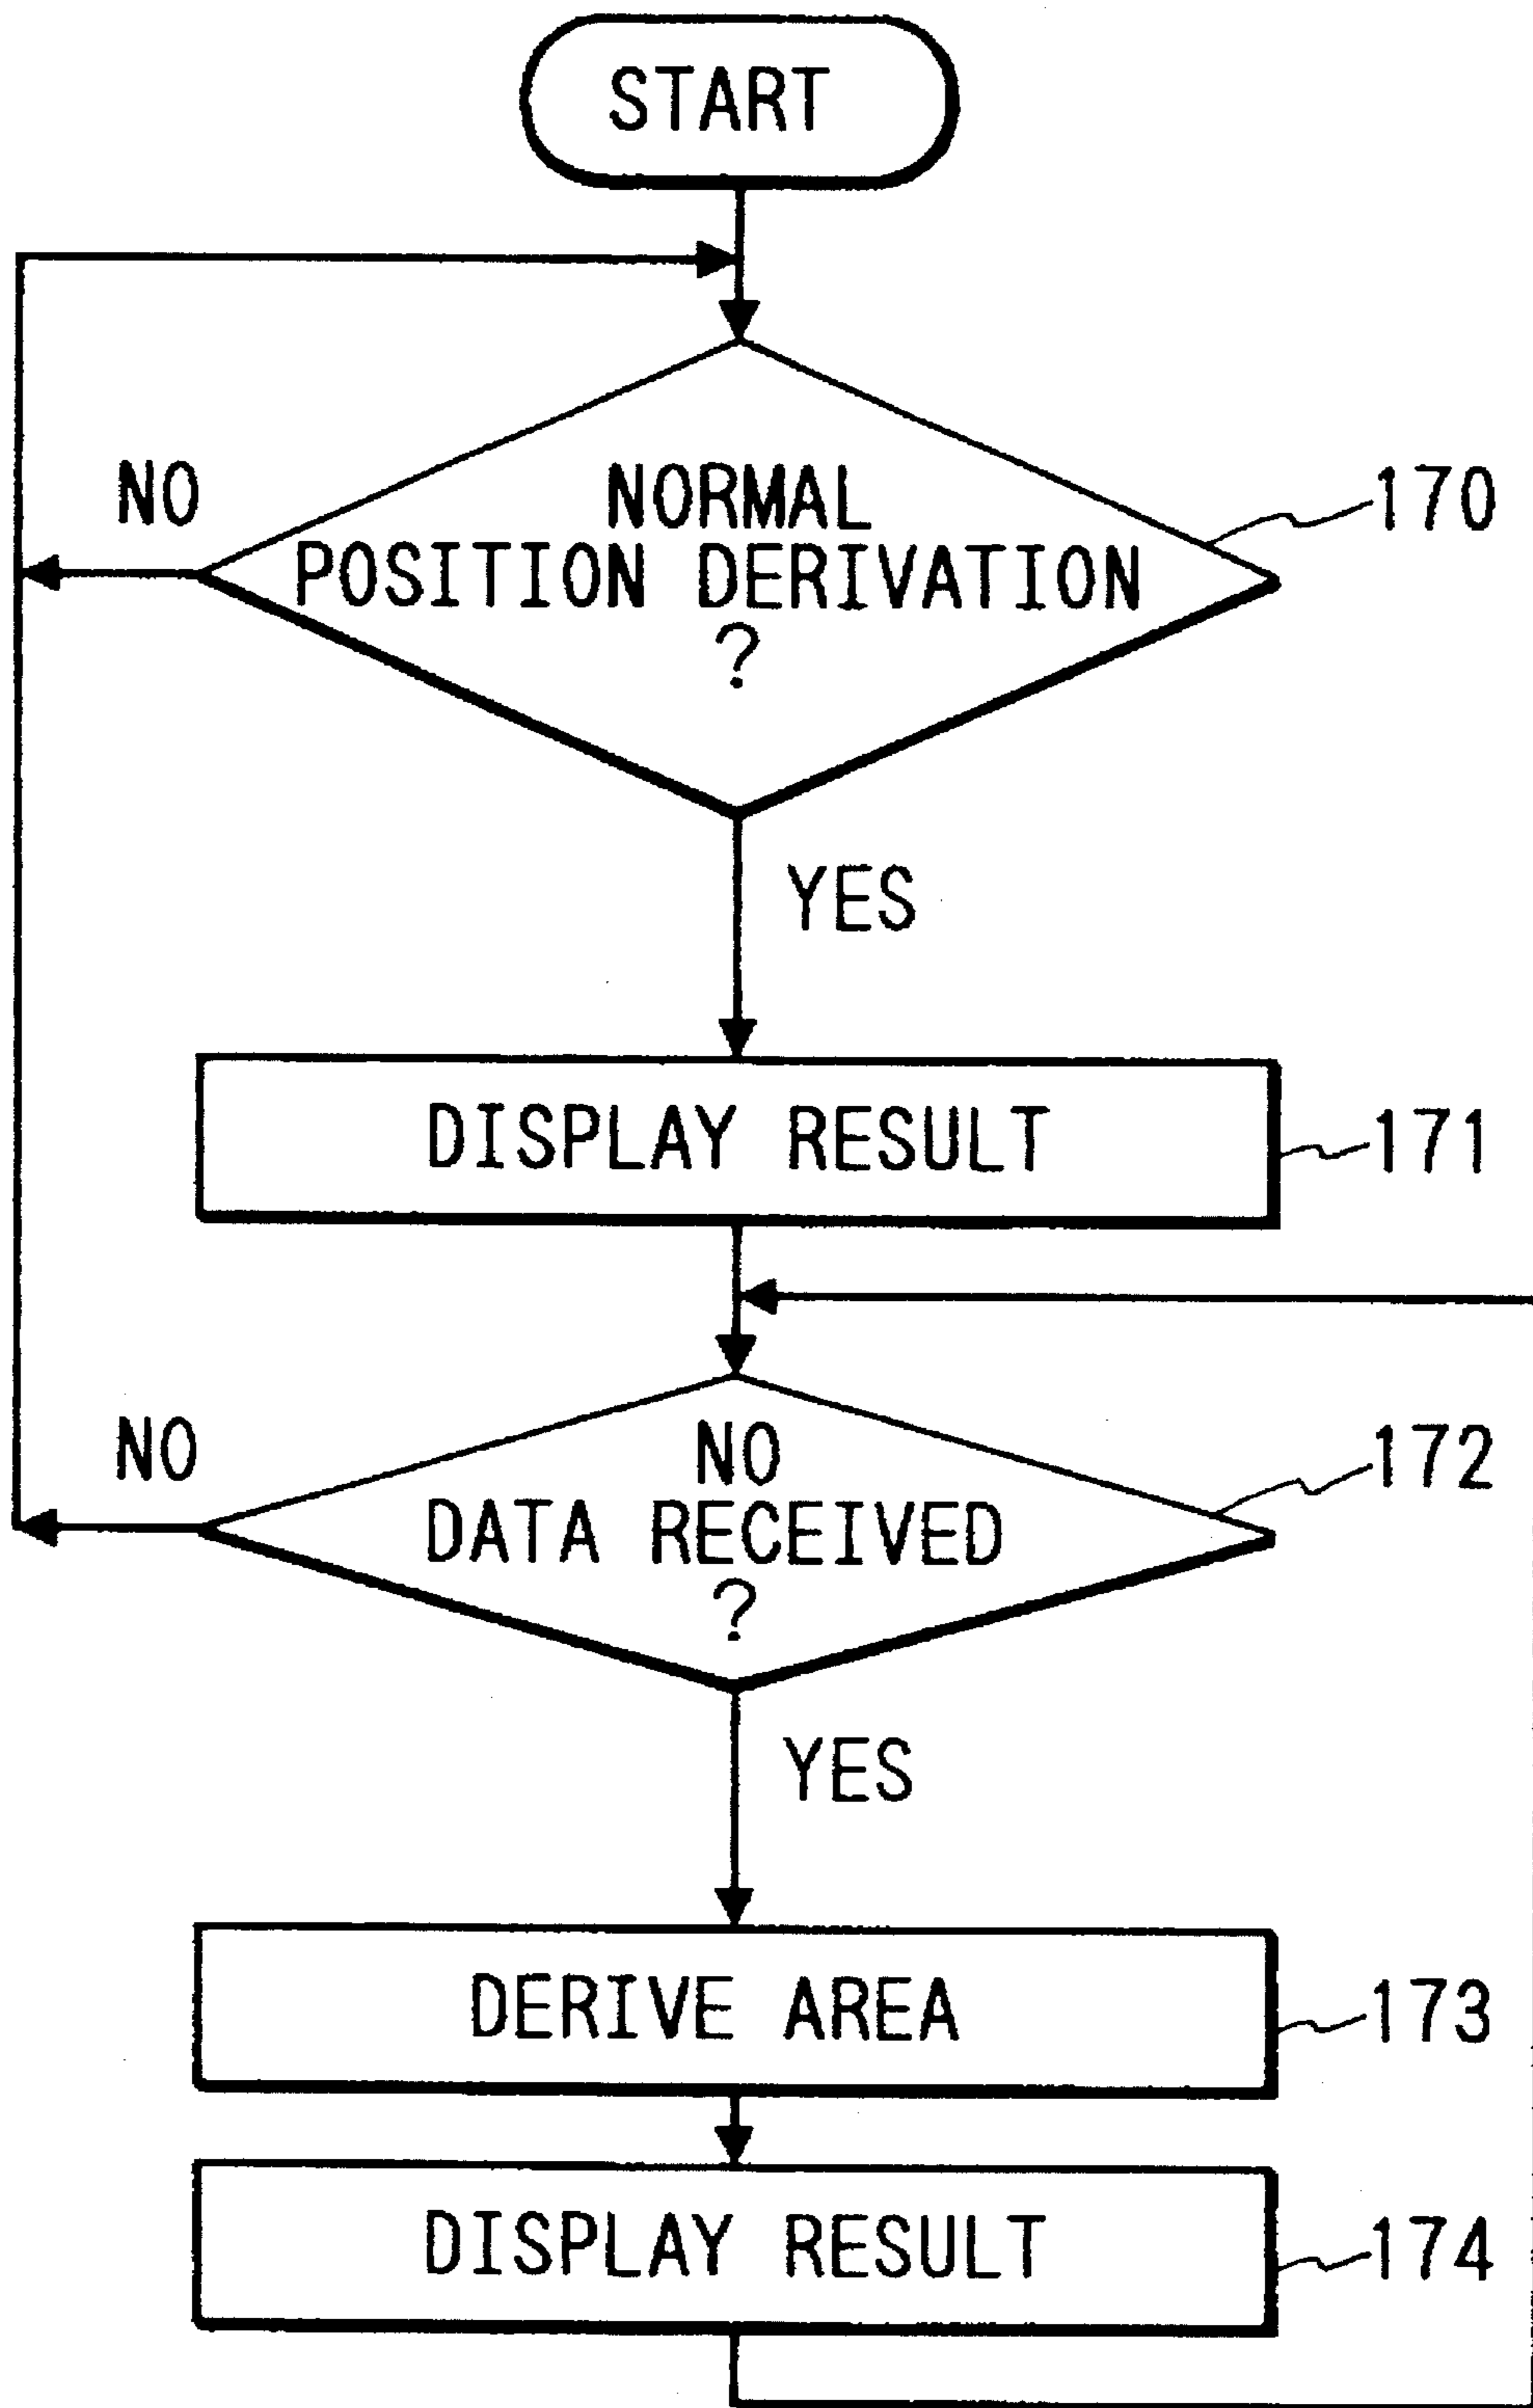 START
NO
NORMAL
POSITION DERIVATION
?
170
YES
DISPLAY RESULT
171
NO
NO
DATA RECEIVED
?
172
YES
DERIVE AREA
173
DISPLAY RESULT
174